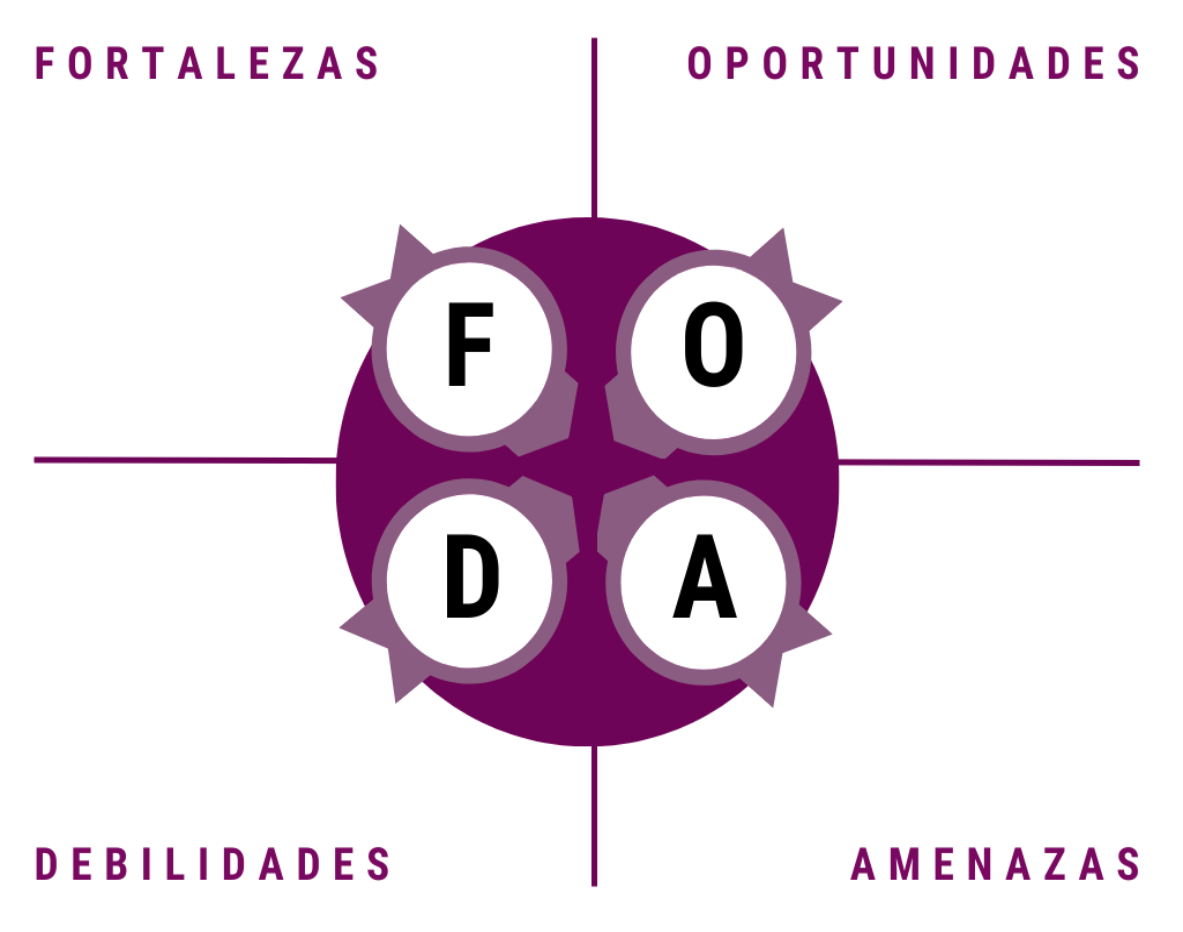 FORTALEZAS
OPORTUNIDADES
F
O
D
A
DEBILIDADES
AMENAZAS